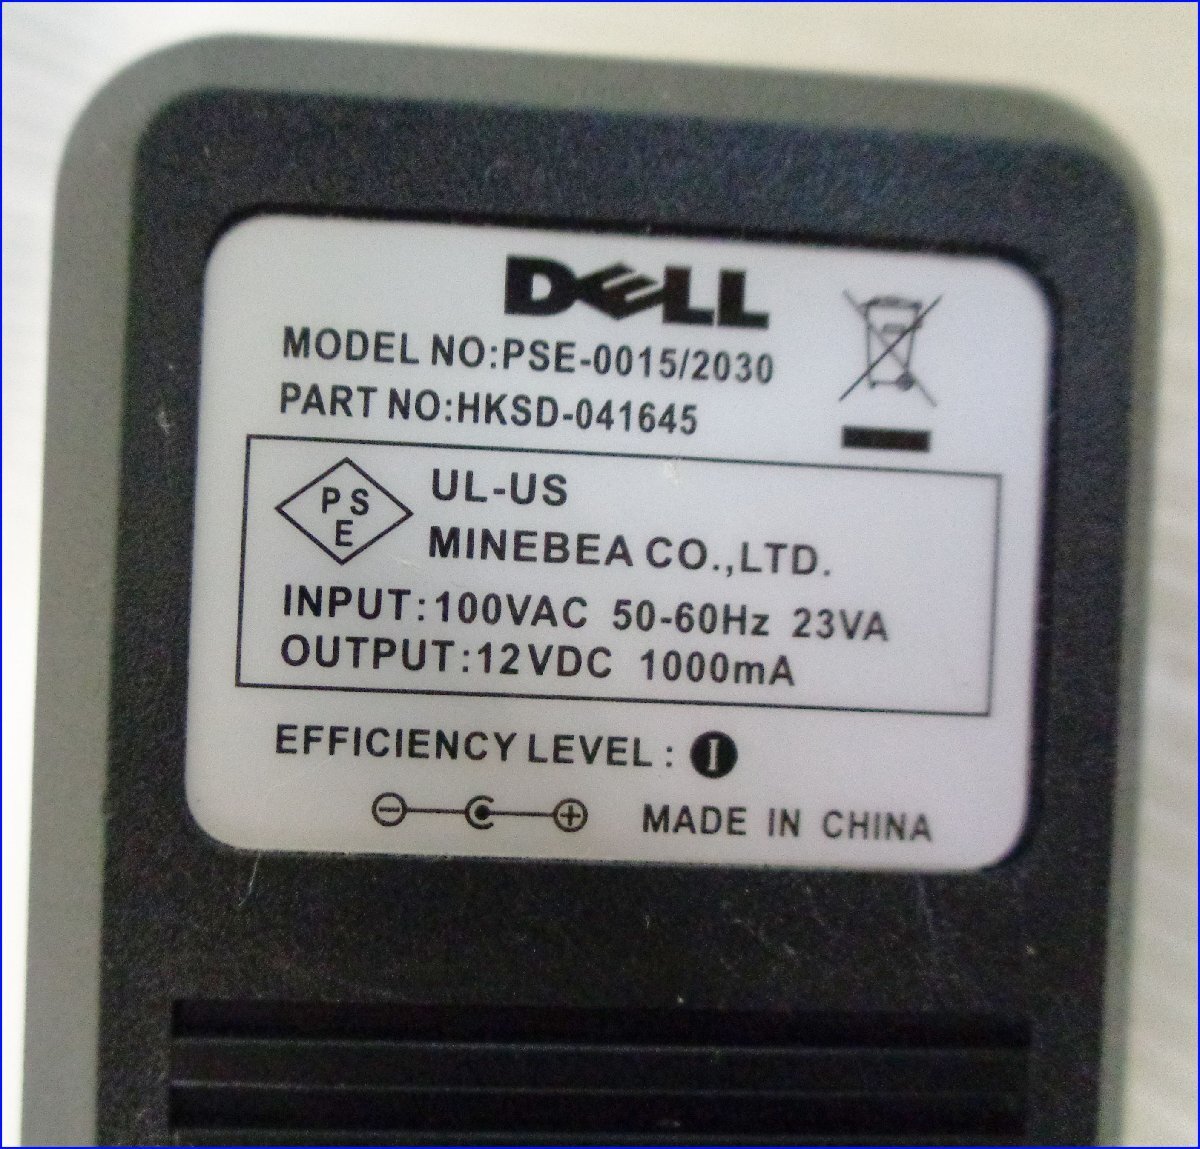 DELL
MODEL NO:PSE-0015/2030
PART NO:HKSD-041645
P S
E
UL-US
MINEBEA CO.,LTD.
INPUT:100VAC 50-60Hz 23VA
OUTPUT:12VDC 1000mA
EFFICIENCY LEVEL : I
MADE IN CHINA